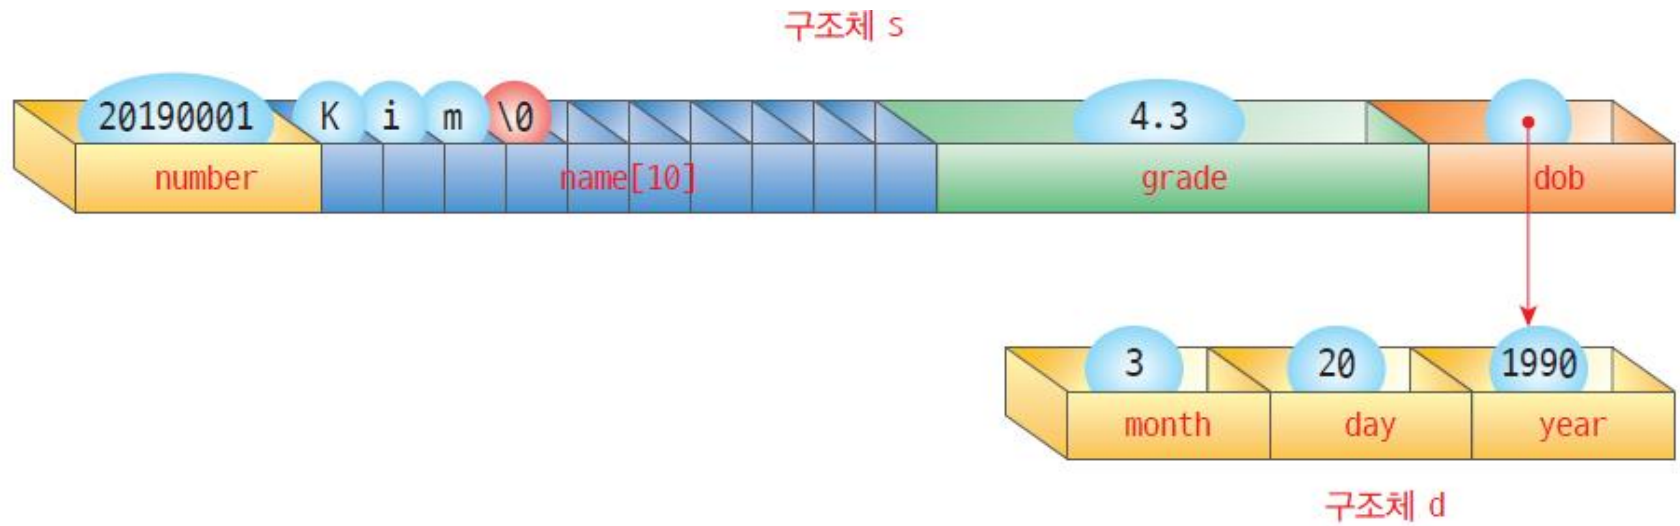 구조체 s
20190001 K i m \0 4.3
number name[10] grade dob
3 20 1990
month day year
구조체 d